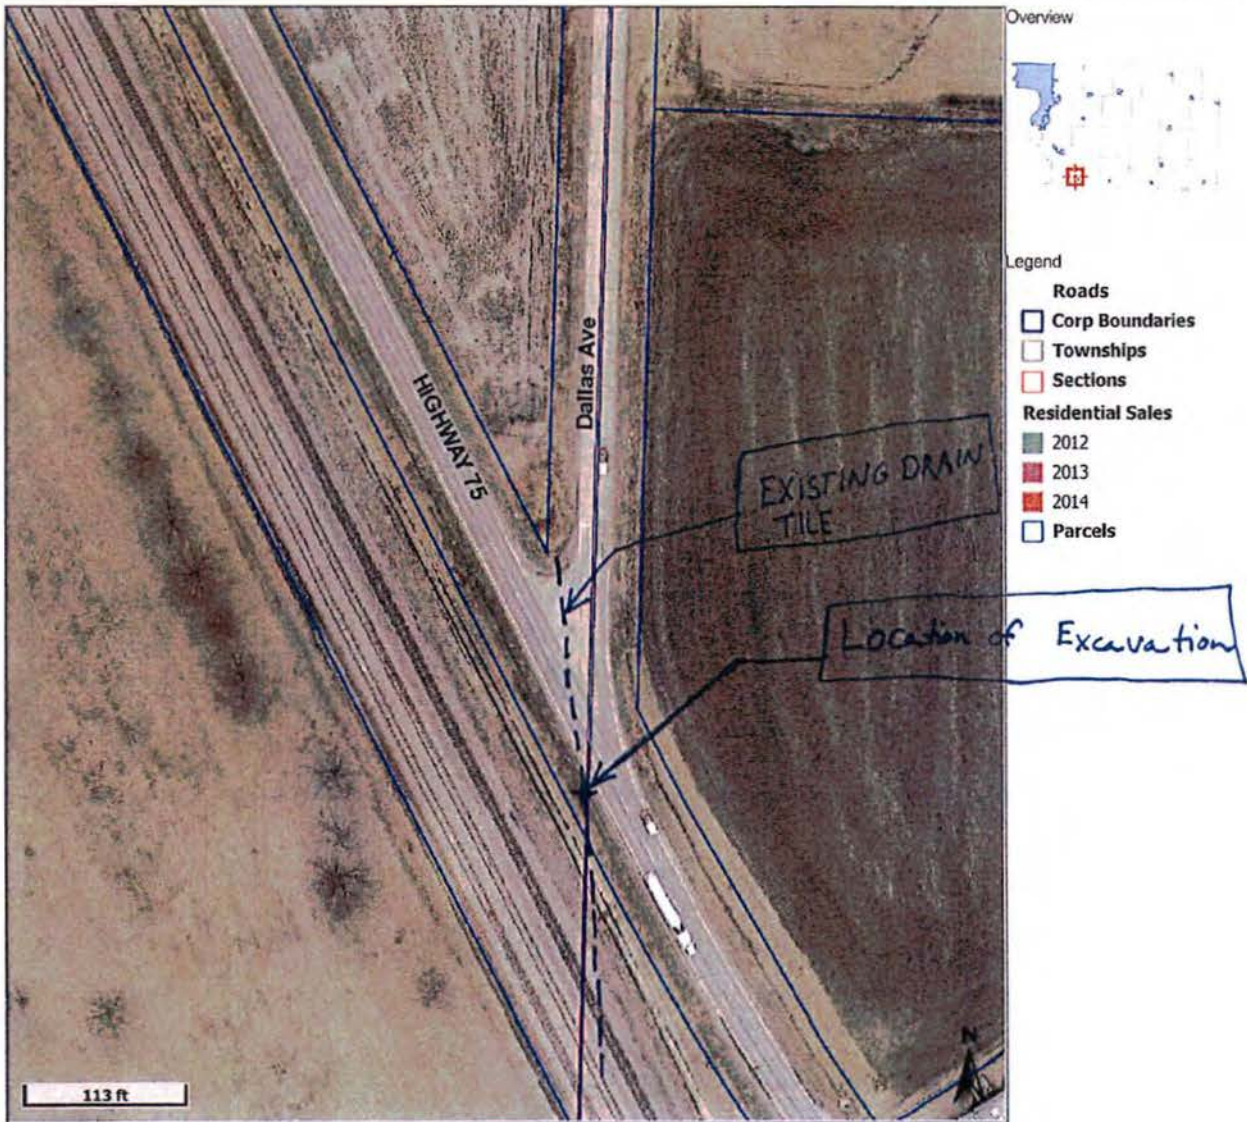 Overview
Legend
Roads
Corp Boundaries
Townships
Sections
Residential Sales
2012
2013
2014
Parcels
HIGHWAY 75
Dallas Ave
EXISTING DRAIN
TILE
Location of Excavation
N
113 ft